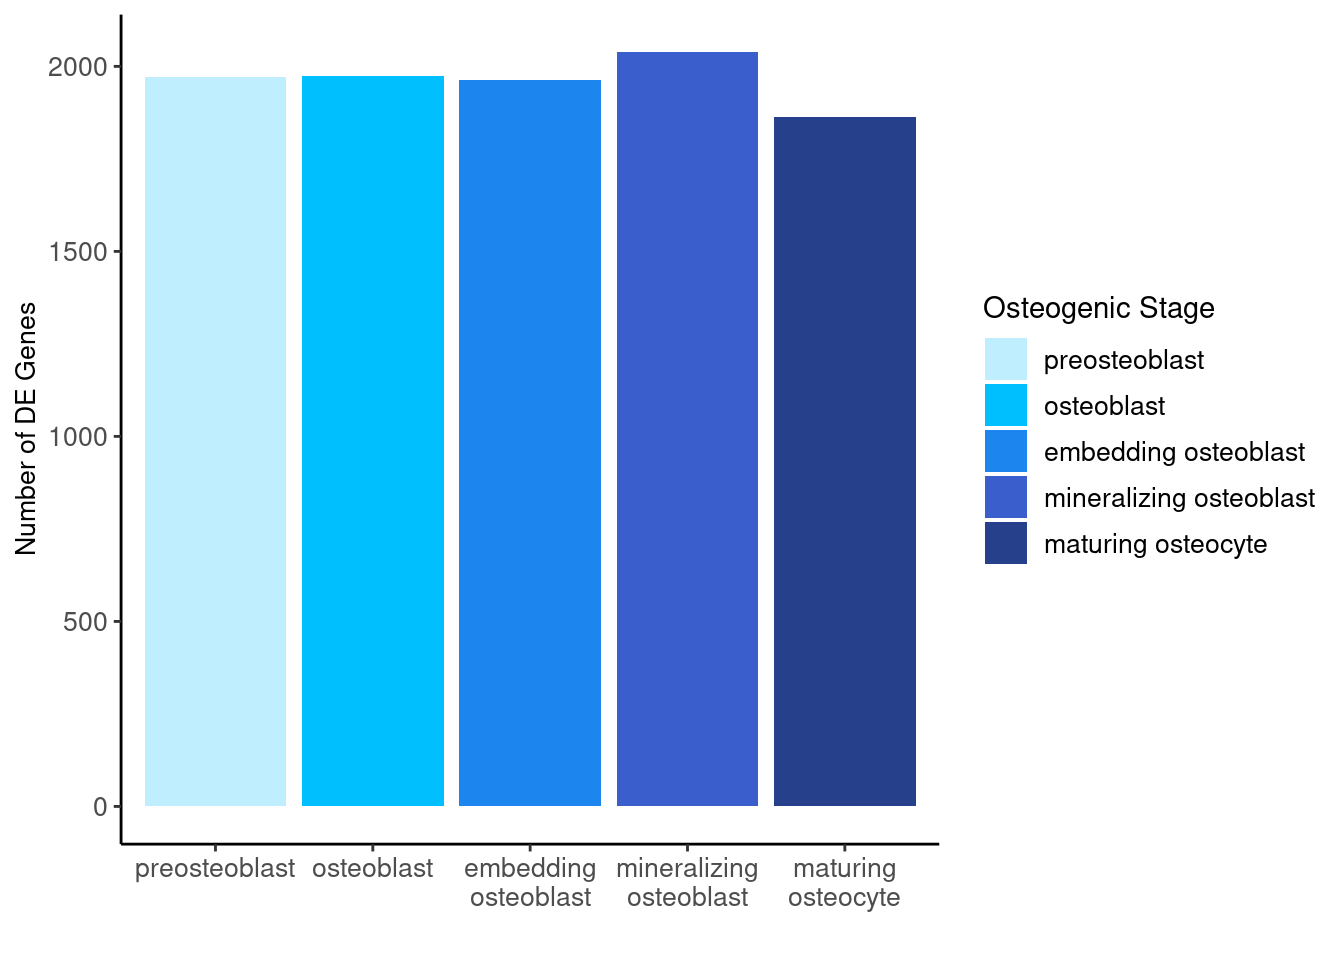 Number of DE Genes
2000
1500
1000
500
0
preosteoblast
osteoblast
embedding
osteoblast
mineralizing
osteoblast
maturing
osteocyte
Osteogenic Stage
preosteoblast
osteoblast
embedding osteoblast
mineralizing osteoblast
maturing osteocyte